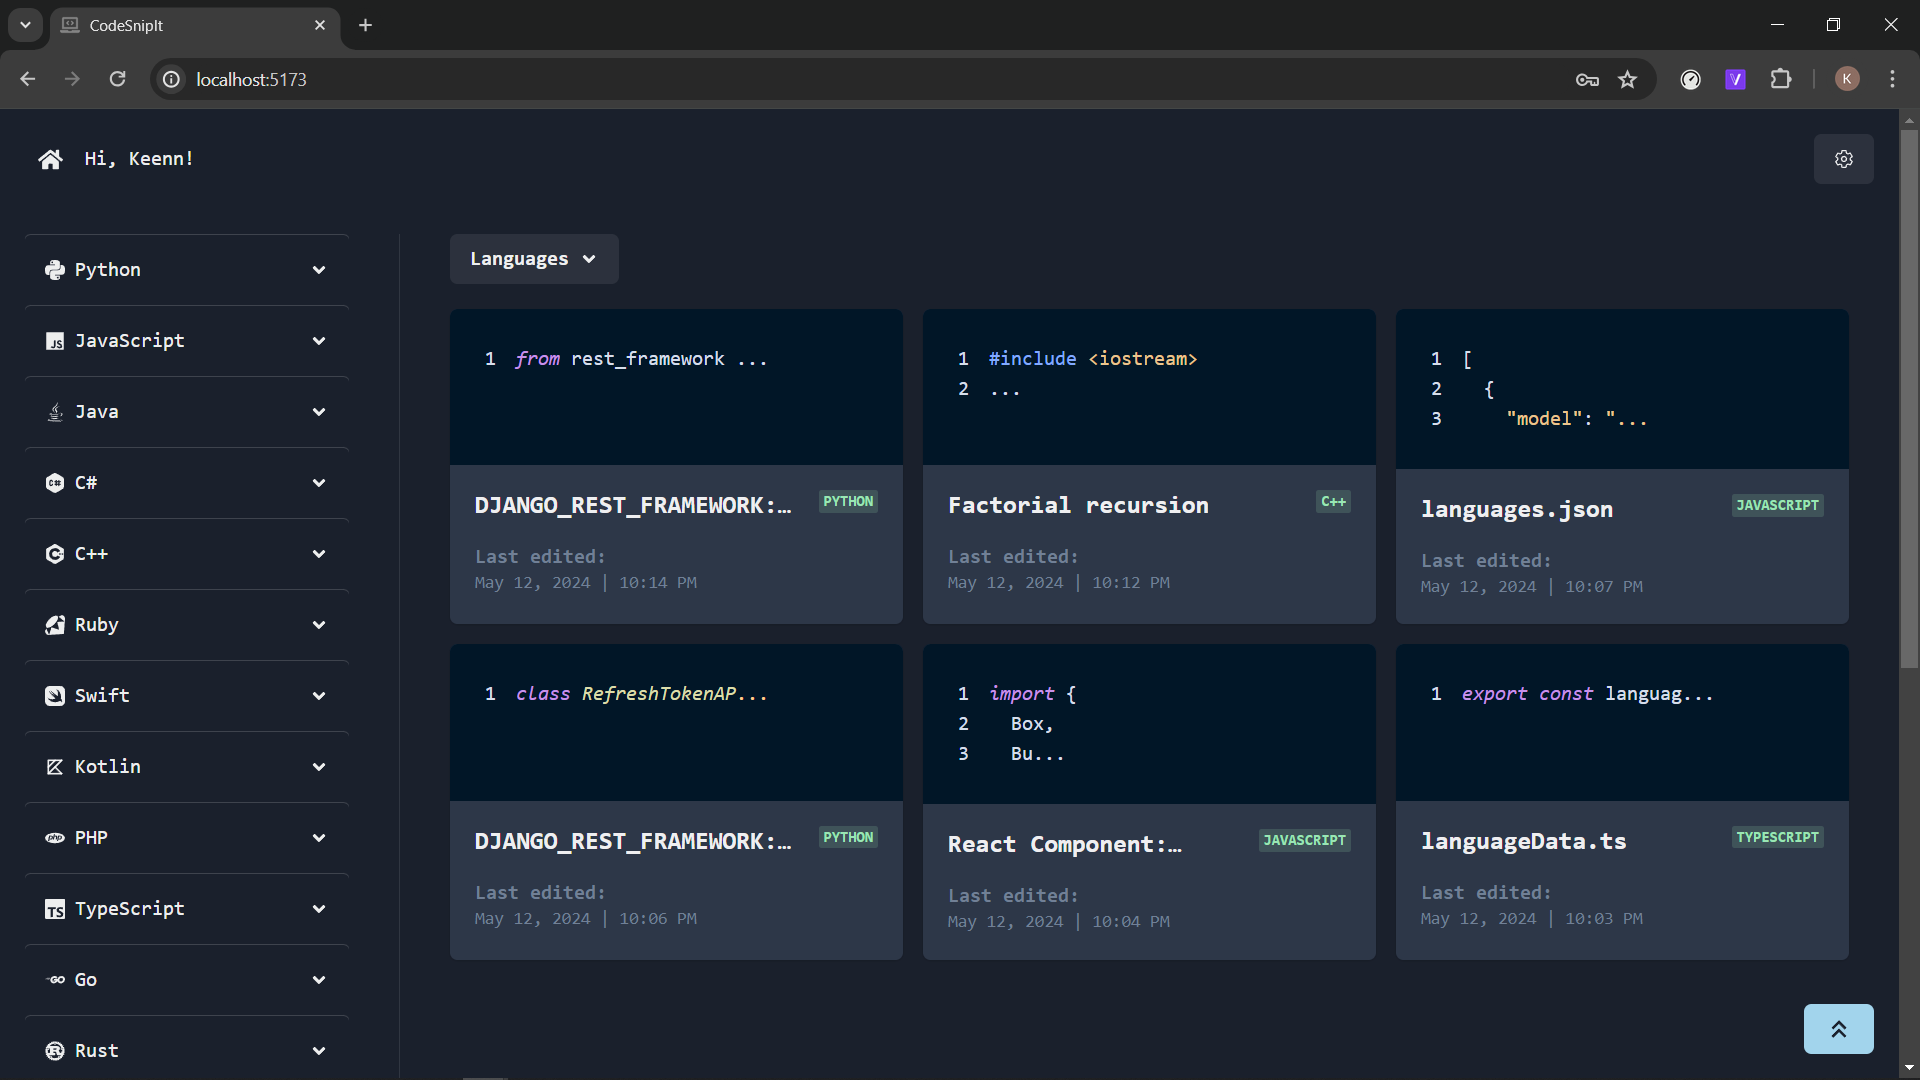 CodeSnipIt
localhost:5173
K
Hi, Keenn!
Python
JavaScript
Java
C#
C++
Ruby
Swift
Kotlin
PHP
TypeScript
Go
Rust
Languages
1 from rest_framework ...
DJANGO_REST_FRAMEWORK:… PYTHON
Last edited:
May 12, 2024 | 10:14 PM
1 #include <iostream>
2 ...
Factorial recursion C++
Last edited:
May 12, 2024 | 10:12 PM
1 [
2 {
3 "model": "...
languages.json JAVASCRIPT
Last edited:
May 12, 2024 | 10:07 PM
1 class RefreshTokenAP...
DJANGO_REST_FRAMEWORK:… PYTHON
Last edited:
May 12, 2024 | 10:06 PM
1 import {
2 Box,
3 Bu...
React Component:… JAVASCRIPT
Last edited:
May 12, 2024 | 10:04 PM
1 export const languag...
languageData.ts TYPESCRIPT
Last edited:
May 12, 2024 | 10:03 PM